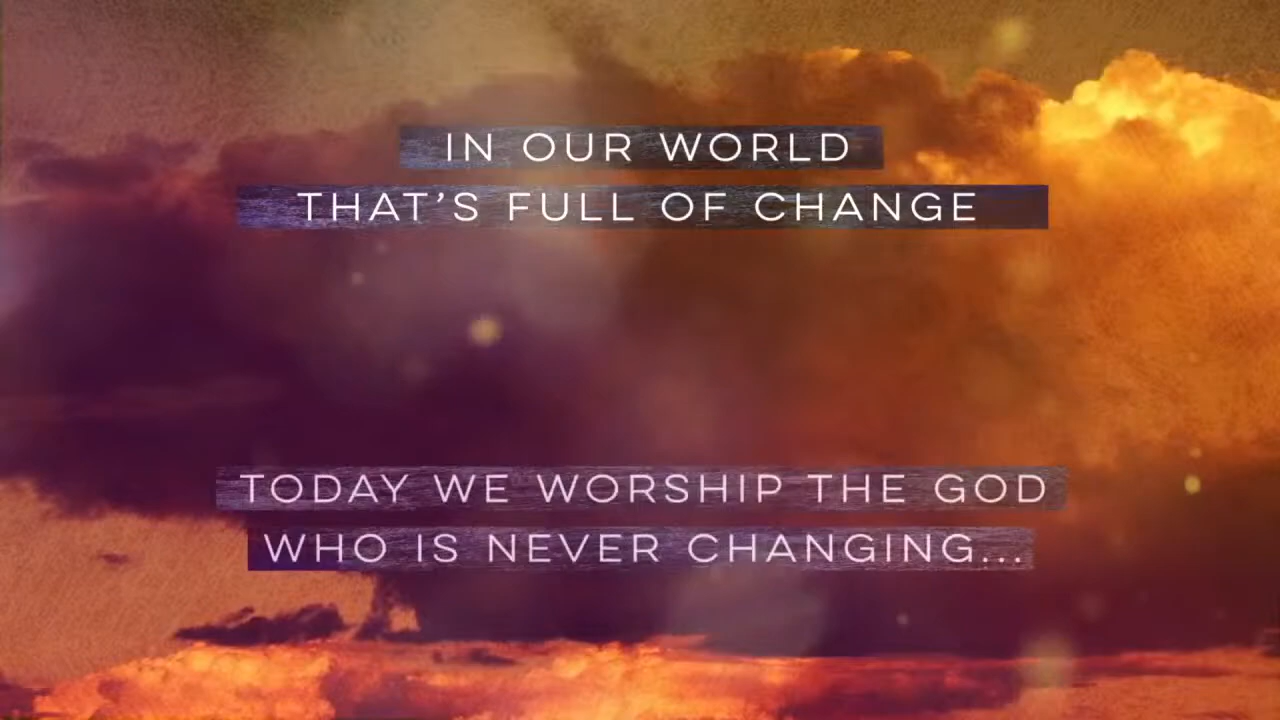 IN OUR WORLD
THAT'S FULL OF CHANGE
TODAY WE WORSHIP THE GOD
WHO IS NEVER CHANGING...